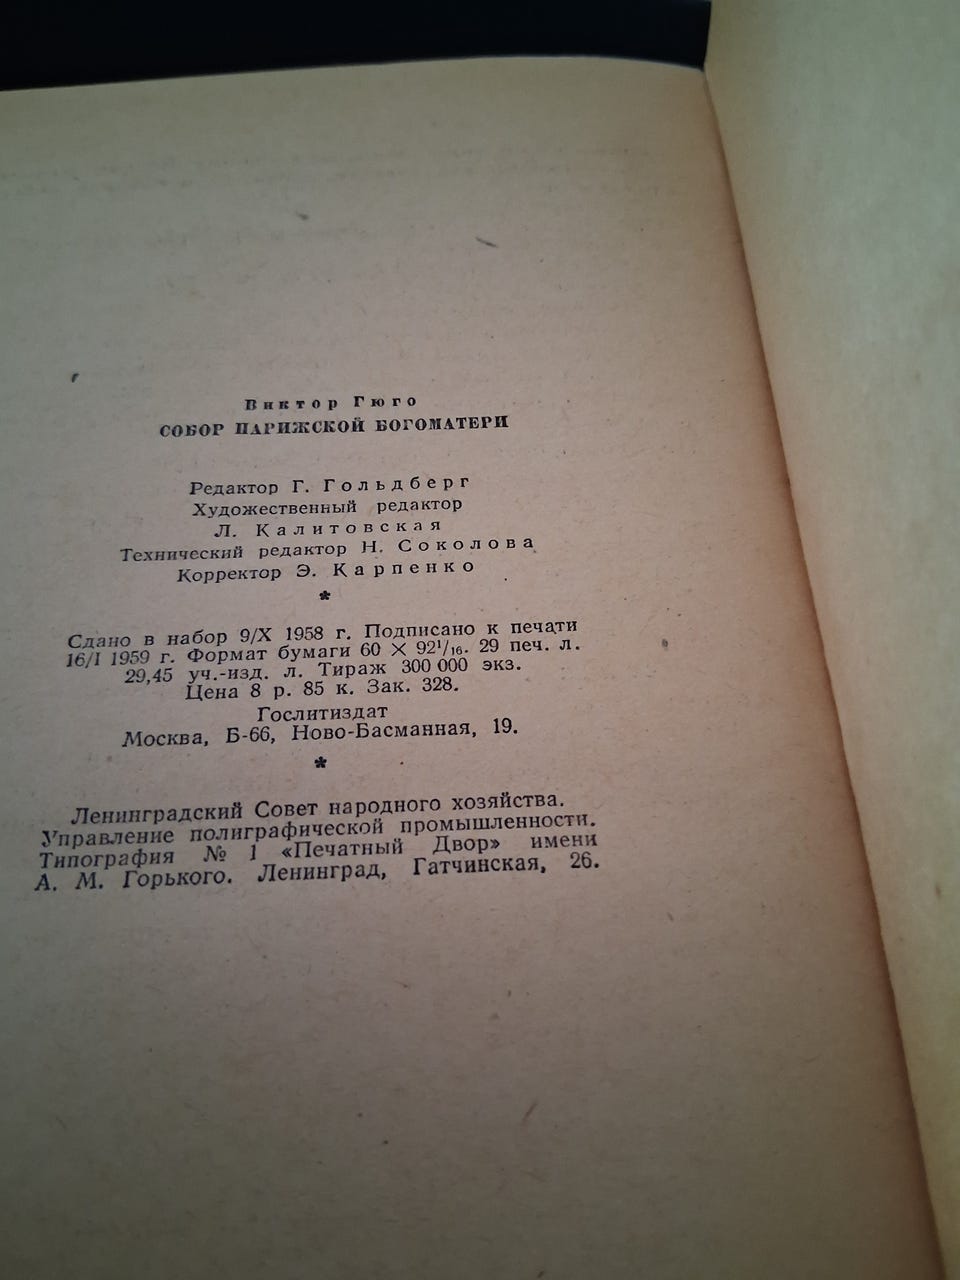 Виктор Гюго
СОБОР ПАРИЖСКОЙ БОГОМАТЕРИ
Редактор Г. Гольдберг
Художественный редактор
Л. Калитовская
Технический редактор Н. Соколова
Корректор Э. Карпенко
*
Сдано в набор 9/X 1958 г. Подписано к печати
16/I 1959 г. Формат бумаги 60 × 92¹/₁₆. 29 печ. л.
29,45 уч.-изд. л. Тираж 300 000 экз.
Цена 8 р. 85 к. Зак. 328.
Гослитиздат
Москва, Б-66, Ново-Басманная, 19.
*
Ленинградский Совет народного хозяйства.
Управление полиграфической промышленности.
Типография № 1 «Печатный Двор» имени
А. М. Горького. Ленинград, Гатчинская, 26.